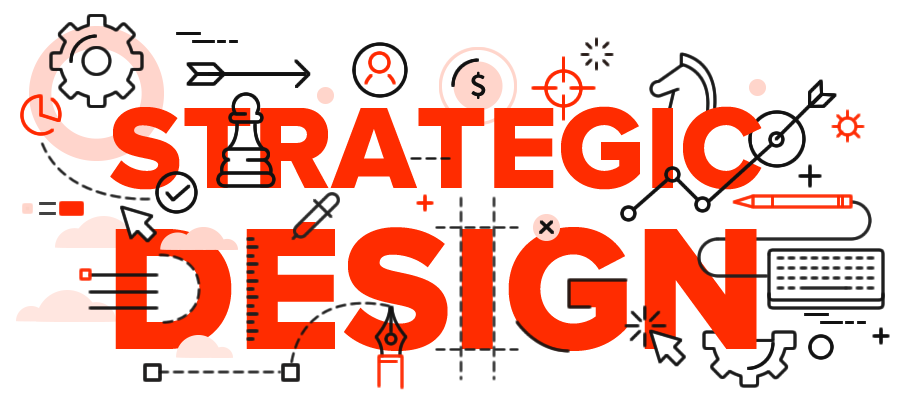 $
STRATEGIC
DESIGN